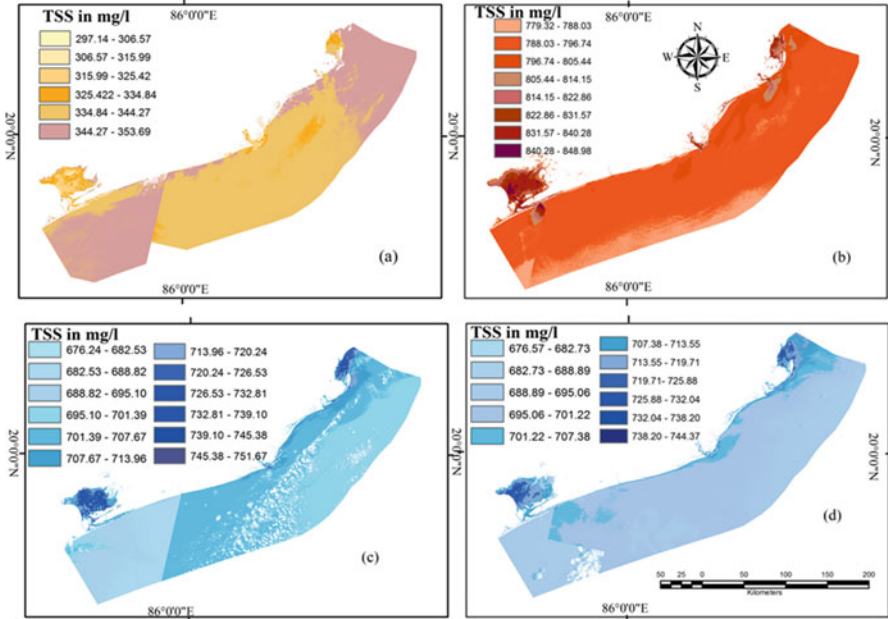 86°0'0"E
TSS in mg/l
297.14 - 306.57
306.57 - 315.99
315.99 - 325.42
325.422 - 334.84
334.84 - 344.27
344.27 - 353.69
20°0'0"N
(a)
86°0'0"E
TSS in mg/l
779.32 - 788.03
788.03 - 796.74
796.74 - 805.44
805.44 - 814.15
814.15 - 822.86
822.86 - 831.57
831.57 - 840.28
840.28 - 848.98
N
W E
S
20°0'0"N
(b)
86°0'0"E
TSS in mg/l
676.24 - 682.53
682.53 - 688.82
688.82 - 695.10
695.10 - 701.39
701.39 - 707.67
707.67 - 713.96
713.96 - 720.24
720.24 - 726.53
726.53 - 732.81
732.81 - 739.10
739.10 - 745.38
745.38 - 751.67
20°0'0"N
20°0'0"N
(c)
86°0'0"E
TSS in mg/l
676.57 - 682.73
682.73 - 688.89
688.89 - 695.06
695.06 - 701.22
701.22 - 707.38
707.38 - 713.55
713.55 - 719.71
719.71 - 725.88
725.88 - 732.04
732.04 - 738.20
738.20 - 744.37
20°0'0"N
(d)
50 25 0 50 100 150 200
Kilometers
86°0'0"E